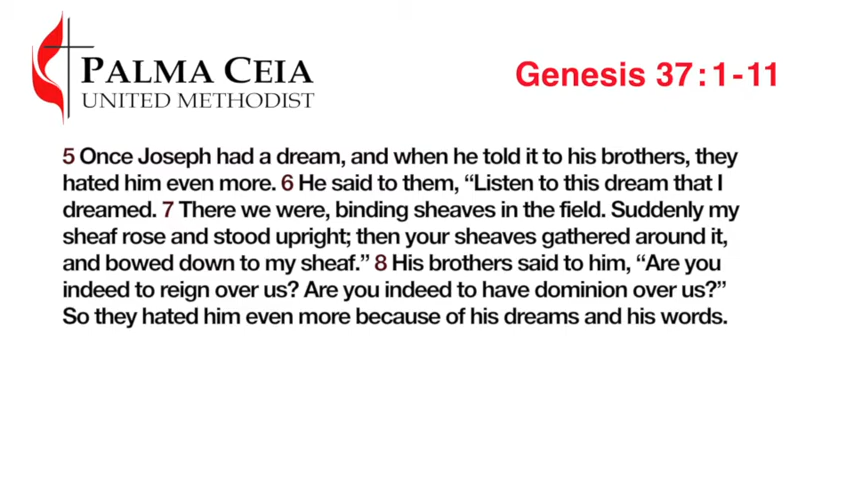 PALMA CEIA
UNITED METHODIST
Genesis 37:1-11
5 Once Joseph had a dream, and when he told it to his brothers, they
hated him even more. 6 He said to them, “Listen to this dream that I
dreamed. 7 There we were, binding sheaves in the field. Suddenly my
sheaf rose and stood upright; then your sheaves gathered around it,
and bowed down to my sheaf.” 8 His brothers said to him, “Are you
indeed to reign over us? Are you indeed to have dominion over us?”
So they hated him even more because of his dreams and his words.